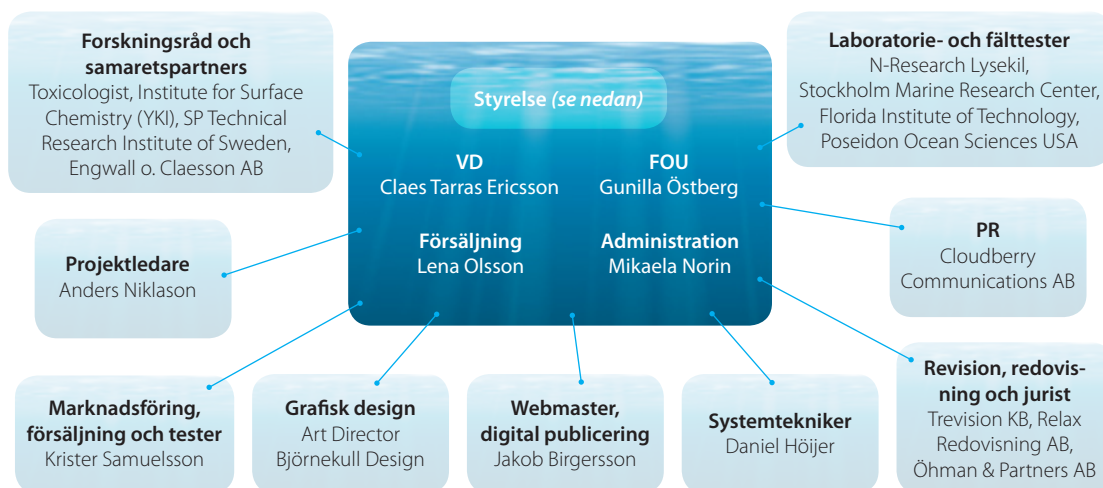 Forskningsråd och
samaretspartners
Toxicologist, Institute for Surface
Chemistry (YKI), SP Technical
Research Institute of Sweden,
Engwall o. Claesson AB
Styrelse (se nedan)
VD
Claes Tarras Ericsson
FOU
Gunilla Östberg
Försäljning
Lena Olsson
Administration
Mikaela Norin
Laboratorie- och fälttester
N-Research Lysekil,
Stockholm Marine Research Center,
Florida Institute of Technology,
Poseidon Ocean Sciences USA
Projektledare
Anders Niklason
PR
Cloudberry
Communications AB
Marknadsföring,
försäljning och tester
Krister Samuelsson
Grafisk design
Art Director
Björnekull Design
Webmaster,
digital publicering
Jakob Birgersson
Systemtekniker
Daniel Höijer
Revision, redovis-
ning och jurist
Trevision KB, Relax
Redovisning AB,
Öhman & Partners AB